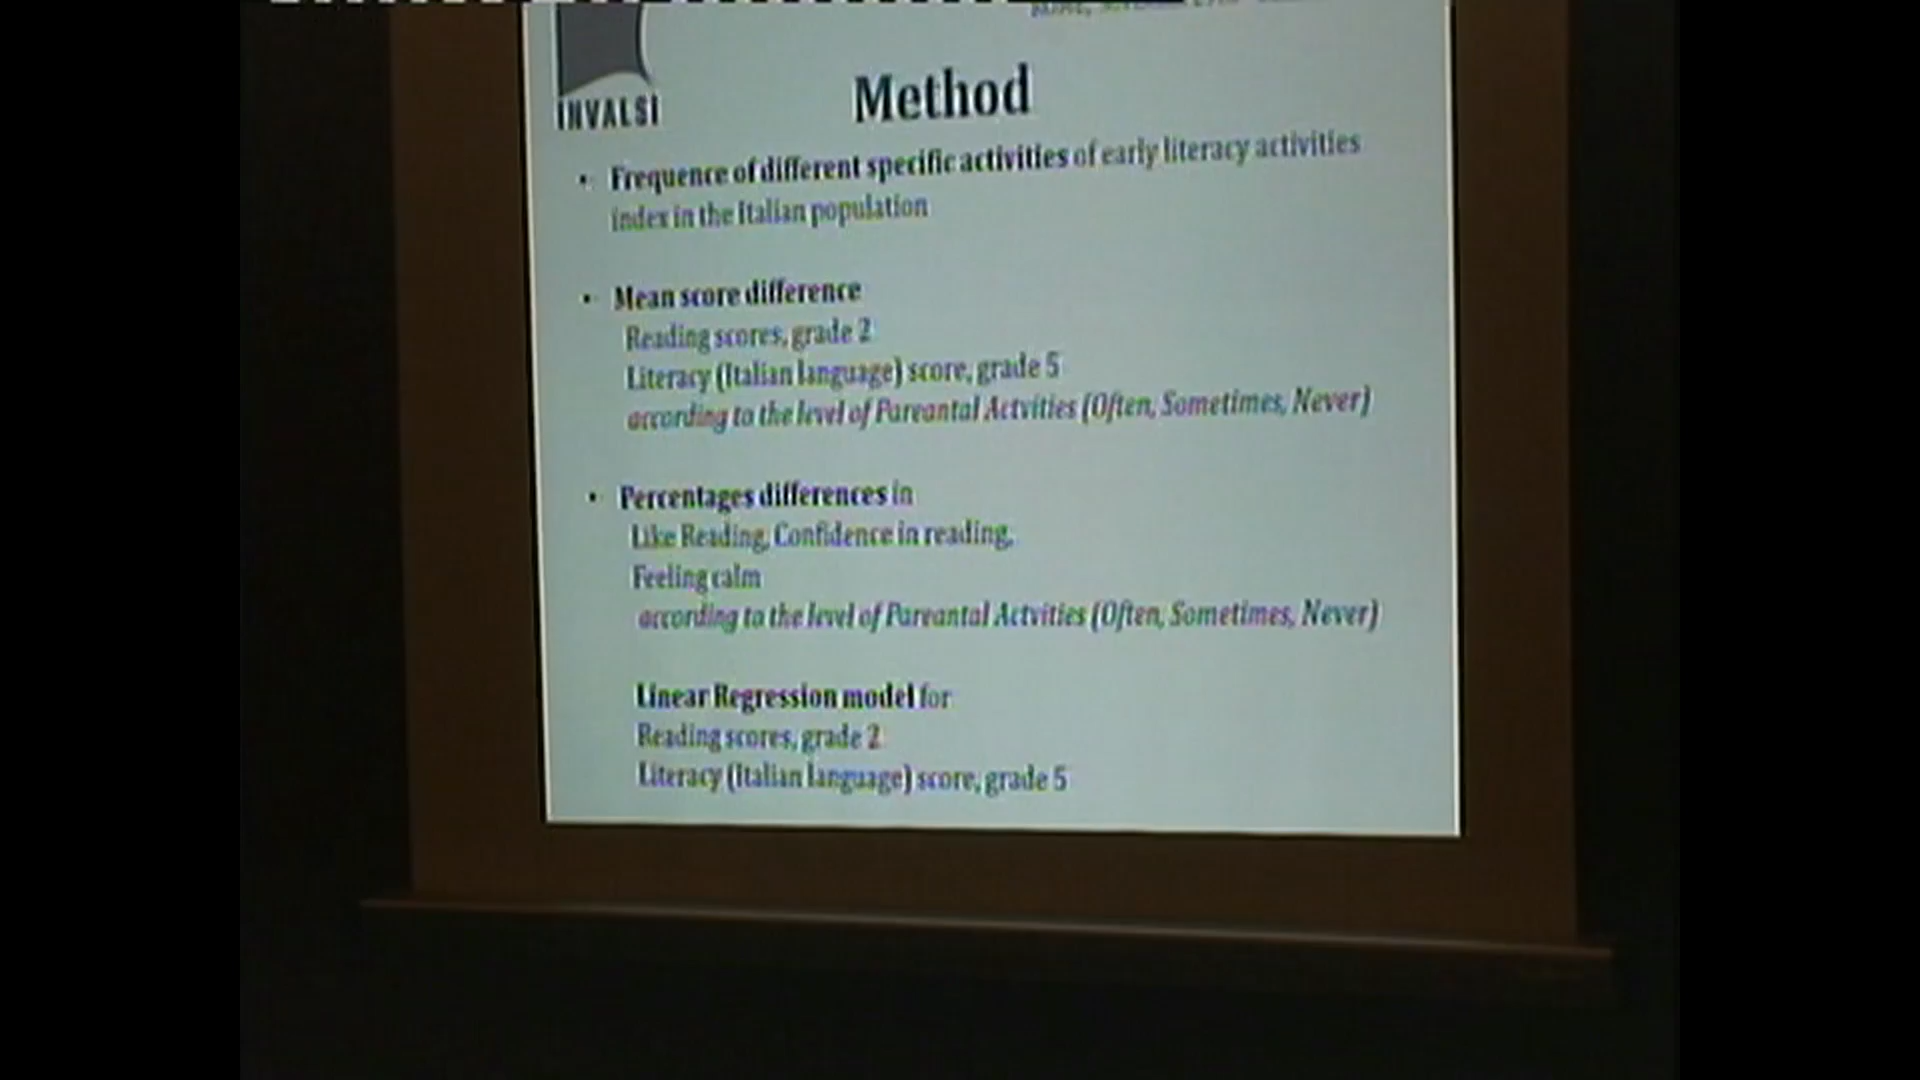 INVALSI
Method
• Frequence of different specific activities of early literacy activities
index in the Italian population
• Mean score difference
Reading scores, grade 2
Literacy (Italian language) score, grade 5
according to the level of Pareantal Actvities (Often, Sometimes, Never)
• Percentages differences in
Like Reading, Confidence in reading,
Feeling calm
according to the level of Pareantal Actvities (Often, Sometimes, Never)
Linear Regression model for
Reading scores, grade 2
Literacy (Italian language) score, grade 5